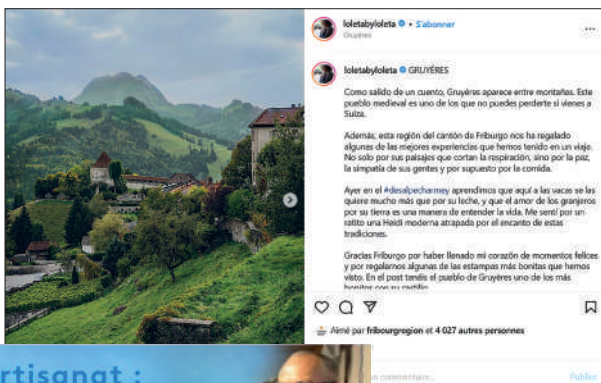 loletabyloleta • S'abonner
Gruyères
loletabyloleta GRUYÉRES
Como salido de un cuento, Gruyères aparece entre montañas. Este
pueblo medieval es uno de los que no puedes perderte si vienes a
Suiza.
Además, esta región del cantón de Friburgo nos ha regalado
algunas de las mejores experiencias que hemos tenido en un viaje.
No solo por sus paisajes que cortan la respiración, sino por la paz,
la simpatía de sus gentes y por supuesto por la comida.
Ayer en el #desalpecharmey aprendimos que aquí a las vacas se las
quiere mucho más que por su leche, y que el amor de los granjeros
por su tierra es una manera de entender la vida. Me sentí por un
ratito una Heidi moderna atrapada por el encanto de estas
tradiciones.
Gracias Friburgo por haber llenado mi corazón de momentos felices
y por regalarnos algunas de las estampas más bonitas que hemos
visto. En el post tenéis el pueblo de Gruyères uno de los más
bonitos con su castillo
Aimé par fribourgregion et 4 027 autres personnes
rtisanat :
un commentaire...
Publier